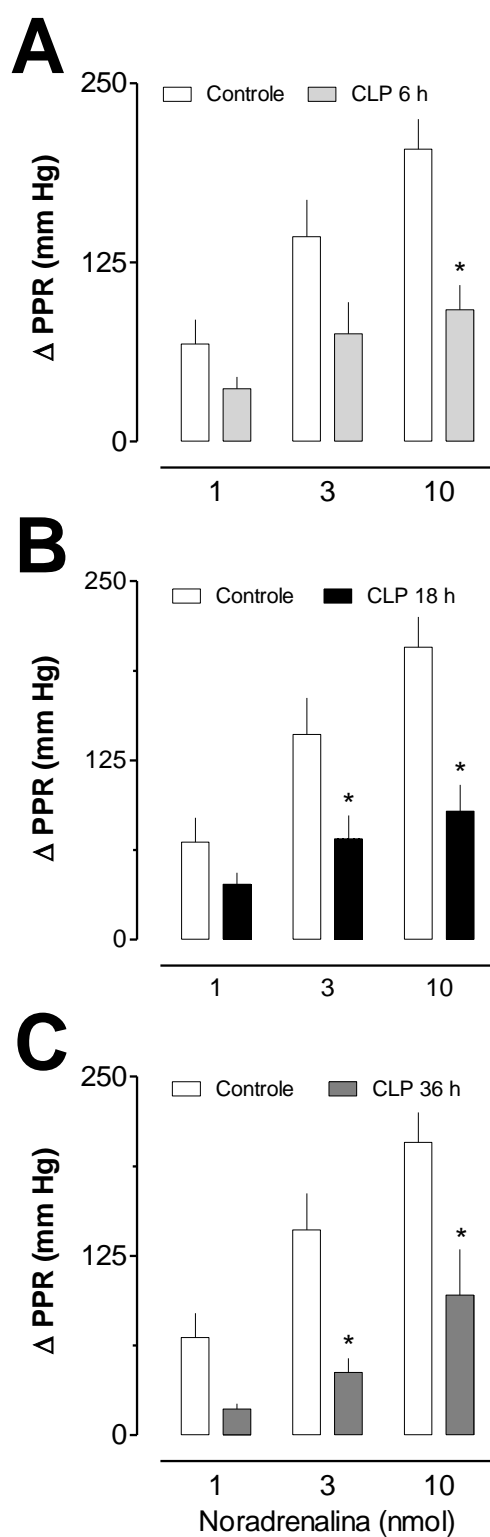 A
250
Controle CLP 6 h
Δ PPR (mm Hg)
125
*
0
1 3 10
B
250
Controle CLP 18 h
Δ PPR (mm Hg)
125
* *
0
1 3 10
C
250
Controle CLP 36 h
Δ PPR (mm Hg)
125
* *
0
1 3 10
Noradrenalina (nmol)